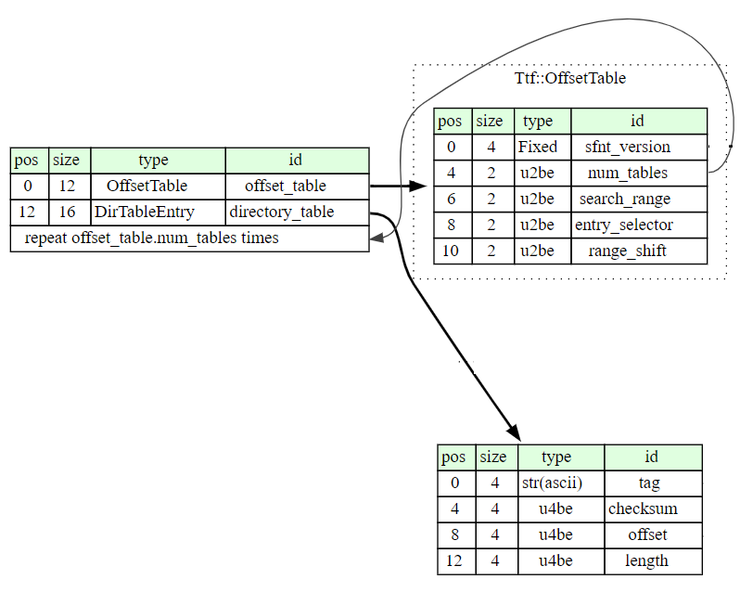 Ttf::OffsetTable
pos size type id
0 4 Fixed sfnt_version
4 2 u2be num_tables
6 2 u2be search_range
8 2 u2be entry_selector
10 2 u2be range_shift
pos size type id
0 12 OffsetTable offset_table
12 16 DirTableEntry directory_table
repeat offset_table.num_tables times
pos size type id
0 4 str(ascii) tag
4 4 u4be checksum
8 4 u4be offset
12 4 u4be length